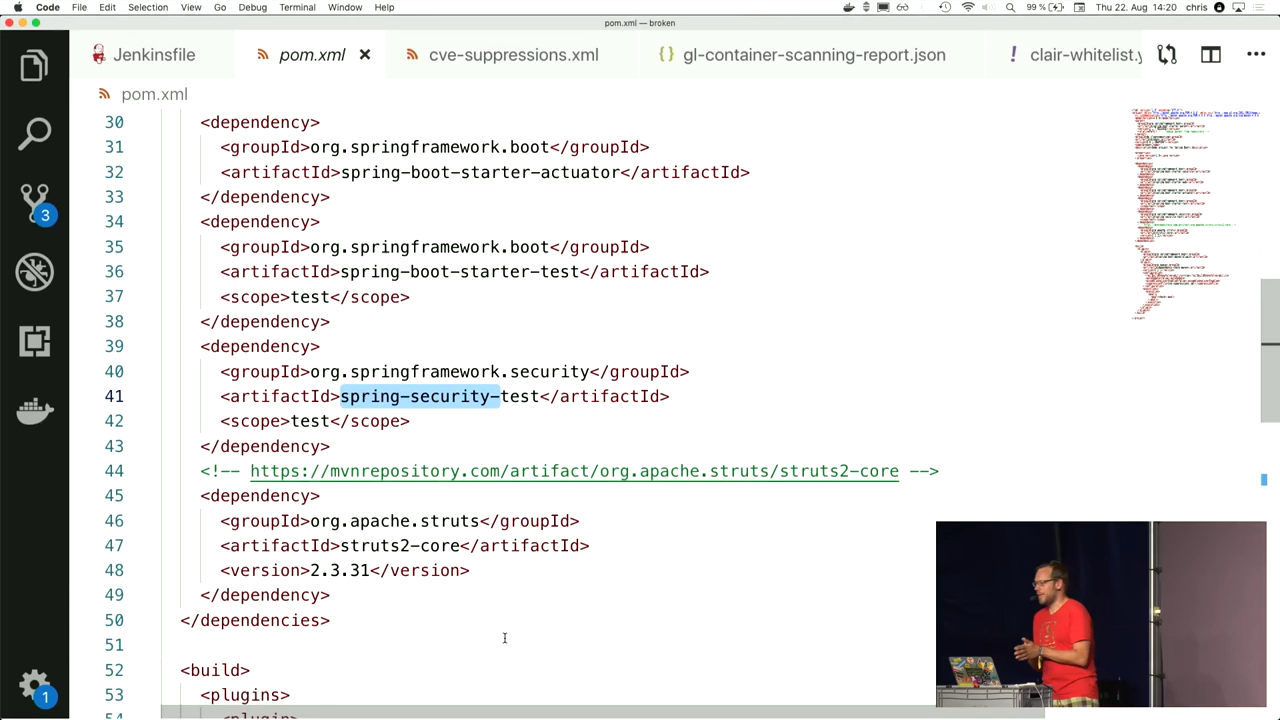 Code File Edit Selection View Go Debug Terminal Window Help 99 % Thu 22. Aug 14:20 chris
pom.xml — broken
Jenkinsfile pom.xml cve-suppressions.xml {} gl-container-scanning-report.json ! clair-whitelist.y
pom.xml
30 <dependency>
31 <groupId>org.springframework.boot</groupId>
32 <artifactId>spring-boot-starter-actuator</artifactId>
33 </dependency>
34 <dependency>
35 <groupId>org.springframework.boot</groupId>
36 <artifactId>spring-boot-starter-test</artifactId>
37 <scope>test</scope>
38 </dependency>
39 <dependency>
40 <groupId>org.springframework.security</groupId>
41 <artifactId>spring-security-test</artifactId>
42 <scope>test</scope>
43 </dependency>
44 <!-- https://mvnrepository.com/artifact/org.apache.struts/struts2-core -->
45 <dependency>
46 <groupId>org.apache.struts</groupId>
47 <artifactId>struts2-core</artifactId>
48 <version>2.3.31</version>
49 </dependency>
50 </dependencies>
51
52 <build>
53 <plugins>
54 <plugin>
3
1